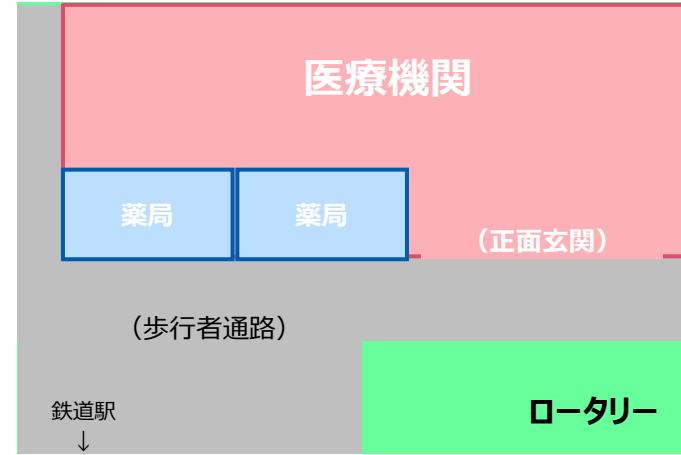 医療機関
薬局 薬局
（正面玄関）
（歩行者通路）
鉄道駅 ロータリー
↓